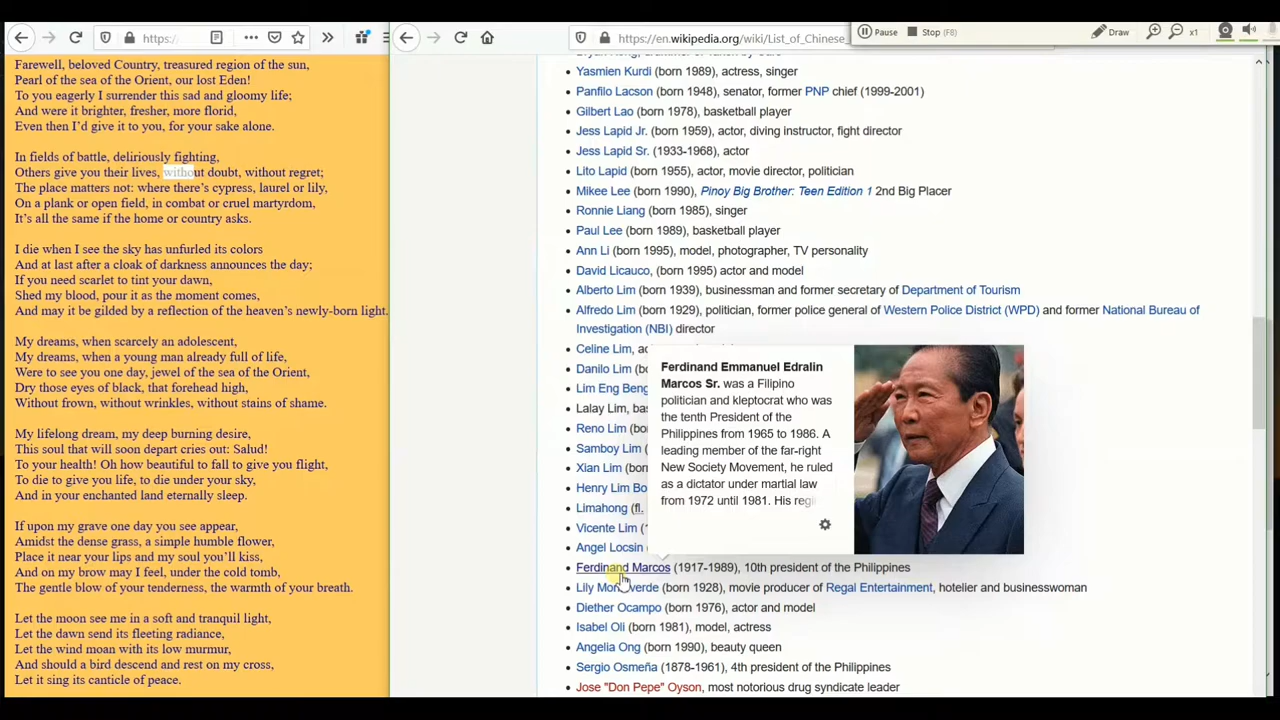 https://
https://en.wikipedia.org/wiki/List_of_Chinese_
Pause
Stop (F8)
Draw
x1
Farewell, beloved Country, treasured region of the sun,
Pearl of the sea of the Orient, our lost Eden!
To you eagerly I surrender this sad and gloomy life;
And were it brighter, fresher, more florid,
Even then I'd give it to you, for your sake alone.
In fields of battle, deliriously fighting,
Others give you their lives, without doubt, without regret;
The place matters not: where there's cypress, laurel or lily,
On a plank or open field, in combat or cruel martyrdom,
It's all the same if the home or country asks.
I die when I see the sky has unfurled its colors
And at last after a cloak of darkness announces the day;
If you need scarlet to tint your dawn,
Shed my blood, pour it as the moment comes,
And may it be gilded by a reflection of the heaven's newly-born light.
My dreams, when scarcely an adolescent,
My dreams, when a young man already full of life,
Were to see you one day, jewel of the sea of the Orient,
Dry those eyes of black, that forehead high,
Without frown, without wrinkles, without stains of shame.
My lifelong dream, my deep burning desire,
This soul that will soon depart cries out: Salud!
To your health! Oh how beautiful to fall to give you flight,
To die to give you life, to die under your sky,
And in your enchanted land eternally sleep.
If upon my grave one day you see appear,
Amidst the dense grass, a simple humble flower,
Place it near your lips and my soul you'll kiss,
And on my brow may I feel, under the cold tomb,
The gentle blow of your tenderness, the warmth of your breath.
Let the moon see me in a soft and tranquil light,
Let the dawn send its fleeting radiance,
Let the wind moan with its low murmur,
And should a bird descend and rest on my cross,
Let it sing its canticle of peace.
Yasmien Kurdi (born 1989), actress, singer
Panfilo Lacson (born 1948), senator, former PNP chief (1999-2001)
Gilbert Lao (born 1978), basketball player
Jess Lapid Jr. (born 1959), actor, diving instructor, fight director
Jess Lapid Sr. (1933-1968), actor
Lito Lapid (born 1955), actor, movie director, politician
Mikee Lee (born 1990), Pinoy Big Brother: Teen Edition 1 2nd Big Placer
Ronnie Liang (born 1985), singer
Paul Lee (born 1989), basketball player
Ann Li (born 1995), model, photographer, TV personality
David Licauco, (born 1995) actor and model
Alberto Lim (born 1939), businessman and former secretary of Department of Tourism
Alfredo Lim (born 1929), politician, former police general of Western Police District (WPD) and former National Bureau of
Investigation (NBI) director
Celine Lim,
Danilo Lim
Lim Eng Beng
Lalay Lim,
Reno Lim
Samboy Lim
Xian Lim
Henry Lim
Limahong (fl.
Vicente Lim
Angel Locsin
Ferdinand Emmanuel Edralin
Marcos Sr. was a Filipino
politician and kleptocrat who was
the tenth President of the
Philippines from 1965 to 1986. A
leading member of the far-right
New Society Movement, he ruled
as a dictator under martial law
from 1972 until 1981. His
Ferdinand Marcos (1917-1989), 10th president of the Philippines
Lily Monteverde (born 1928), movie producer of Regal Entertainment, hotelier and businesswoman
Diether Ocampo (born 1976), actor and model
Isabel Oli (born 1981), model, actress
Angelia Ong (born 1990), beauty queen
Sergio Osmeña (1878-1961), 4th president of the Philippines
Jose "Don Pepe" Oyson, most notorious drug syndicate leader